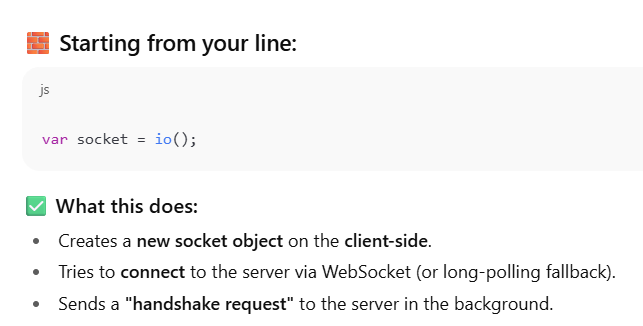 🧱 Starting from your line:
js
var socket = io();
✅ What this does:
• Creates a new socket object on the client-side.
• Tries to connect to the server via WebSocket (or long-polling fallback).
• Sends a "handshake request" to the server in the background.